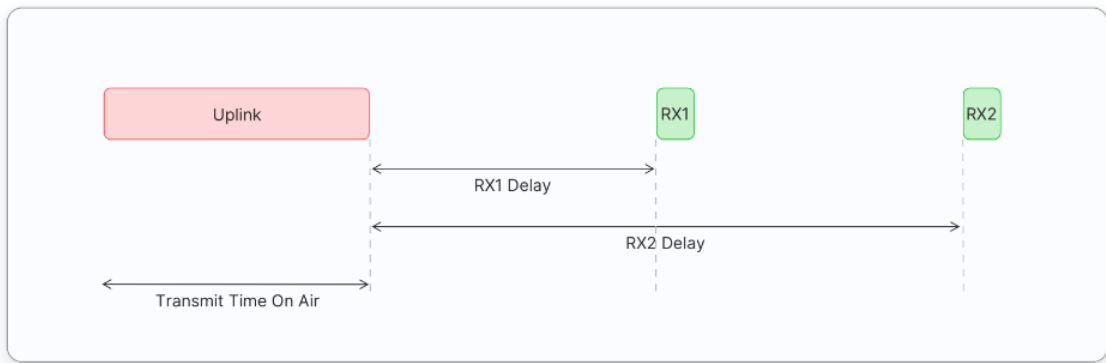 Uplink
RX1
RX2
RX1 Delay
RX2 Delay
Transmit Time On Air